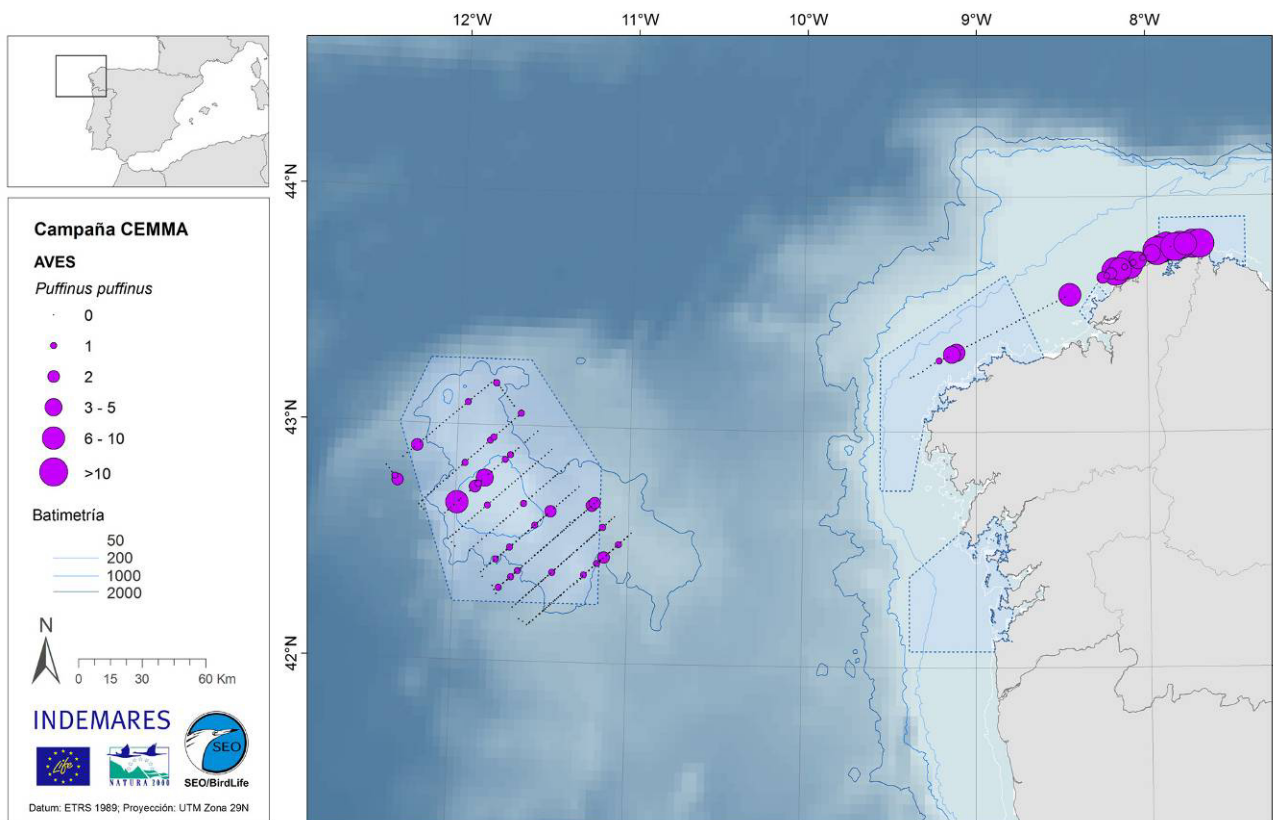 12°W
11°W
10°W
9°W
8°W
44°N
43°N
42°N
Campaña CEMMA
AVES
Puffinus puffinus
0
1
2
3 - 5
6 - 10
>10
Batimetría
50
200
1000
2000
N
0 15 30 60 Km
INDEMARES
Life
NATURA 2000
SEO
SEO/BirdLife
Datum: ETRS 1989; Proyección: UTM Zona 29N